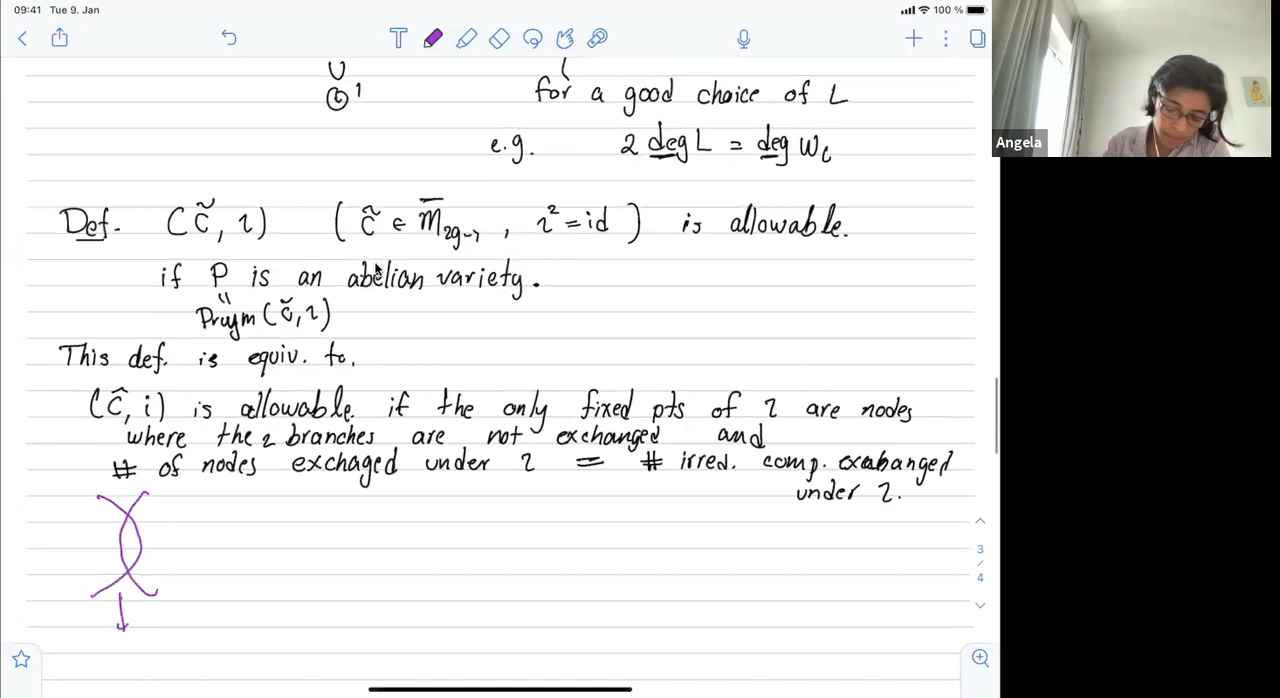 09:41 Tue 9. Jan
100 %
for a good choice of L
e.g. 2 deg L = deg ω_C
Def. (C̃, ι) ( C̃ ∈ M̄_{2g-1} , ι² = id ) is allowable.
if P is an abelian variety.
"
Prym (C̃, ι)
This def. is equiv. to.
(Ĉ, i) is allowable if the only fixed pts of ι are nodes
where the 2 branches are not exchanged and
# of nodes exchaged under ι = # irred. comp. exabanged
under ι.
3
/
4
Angela